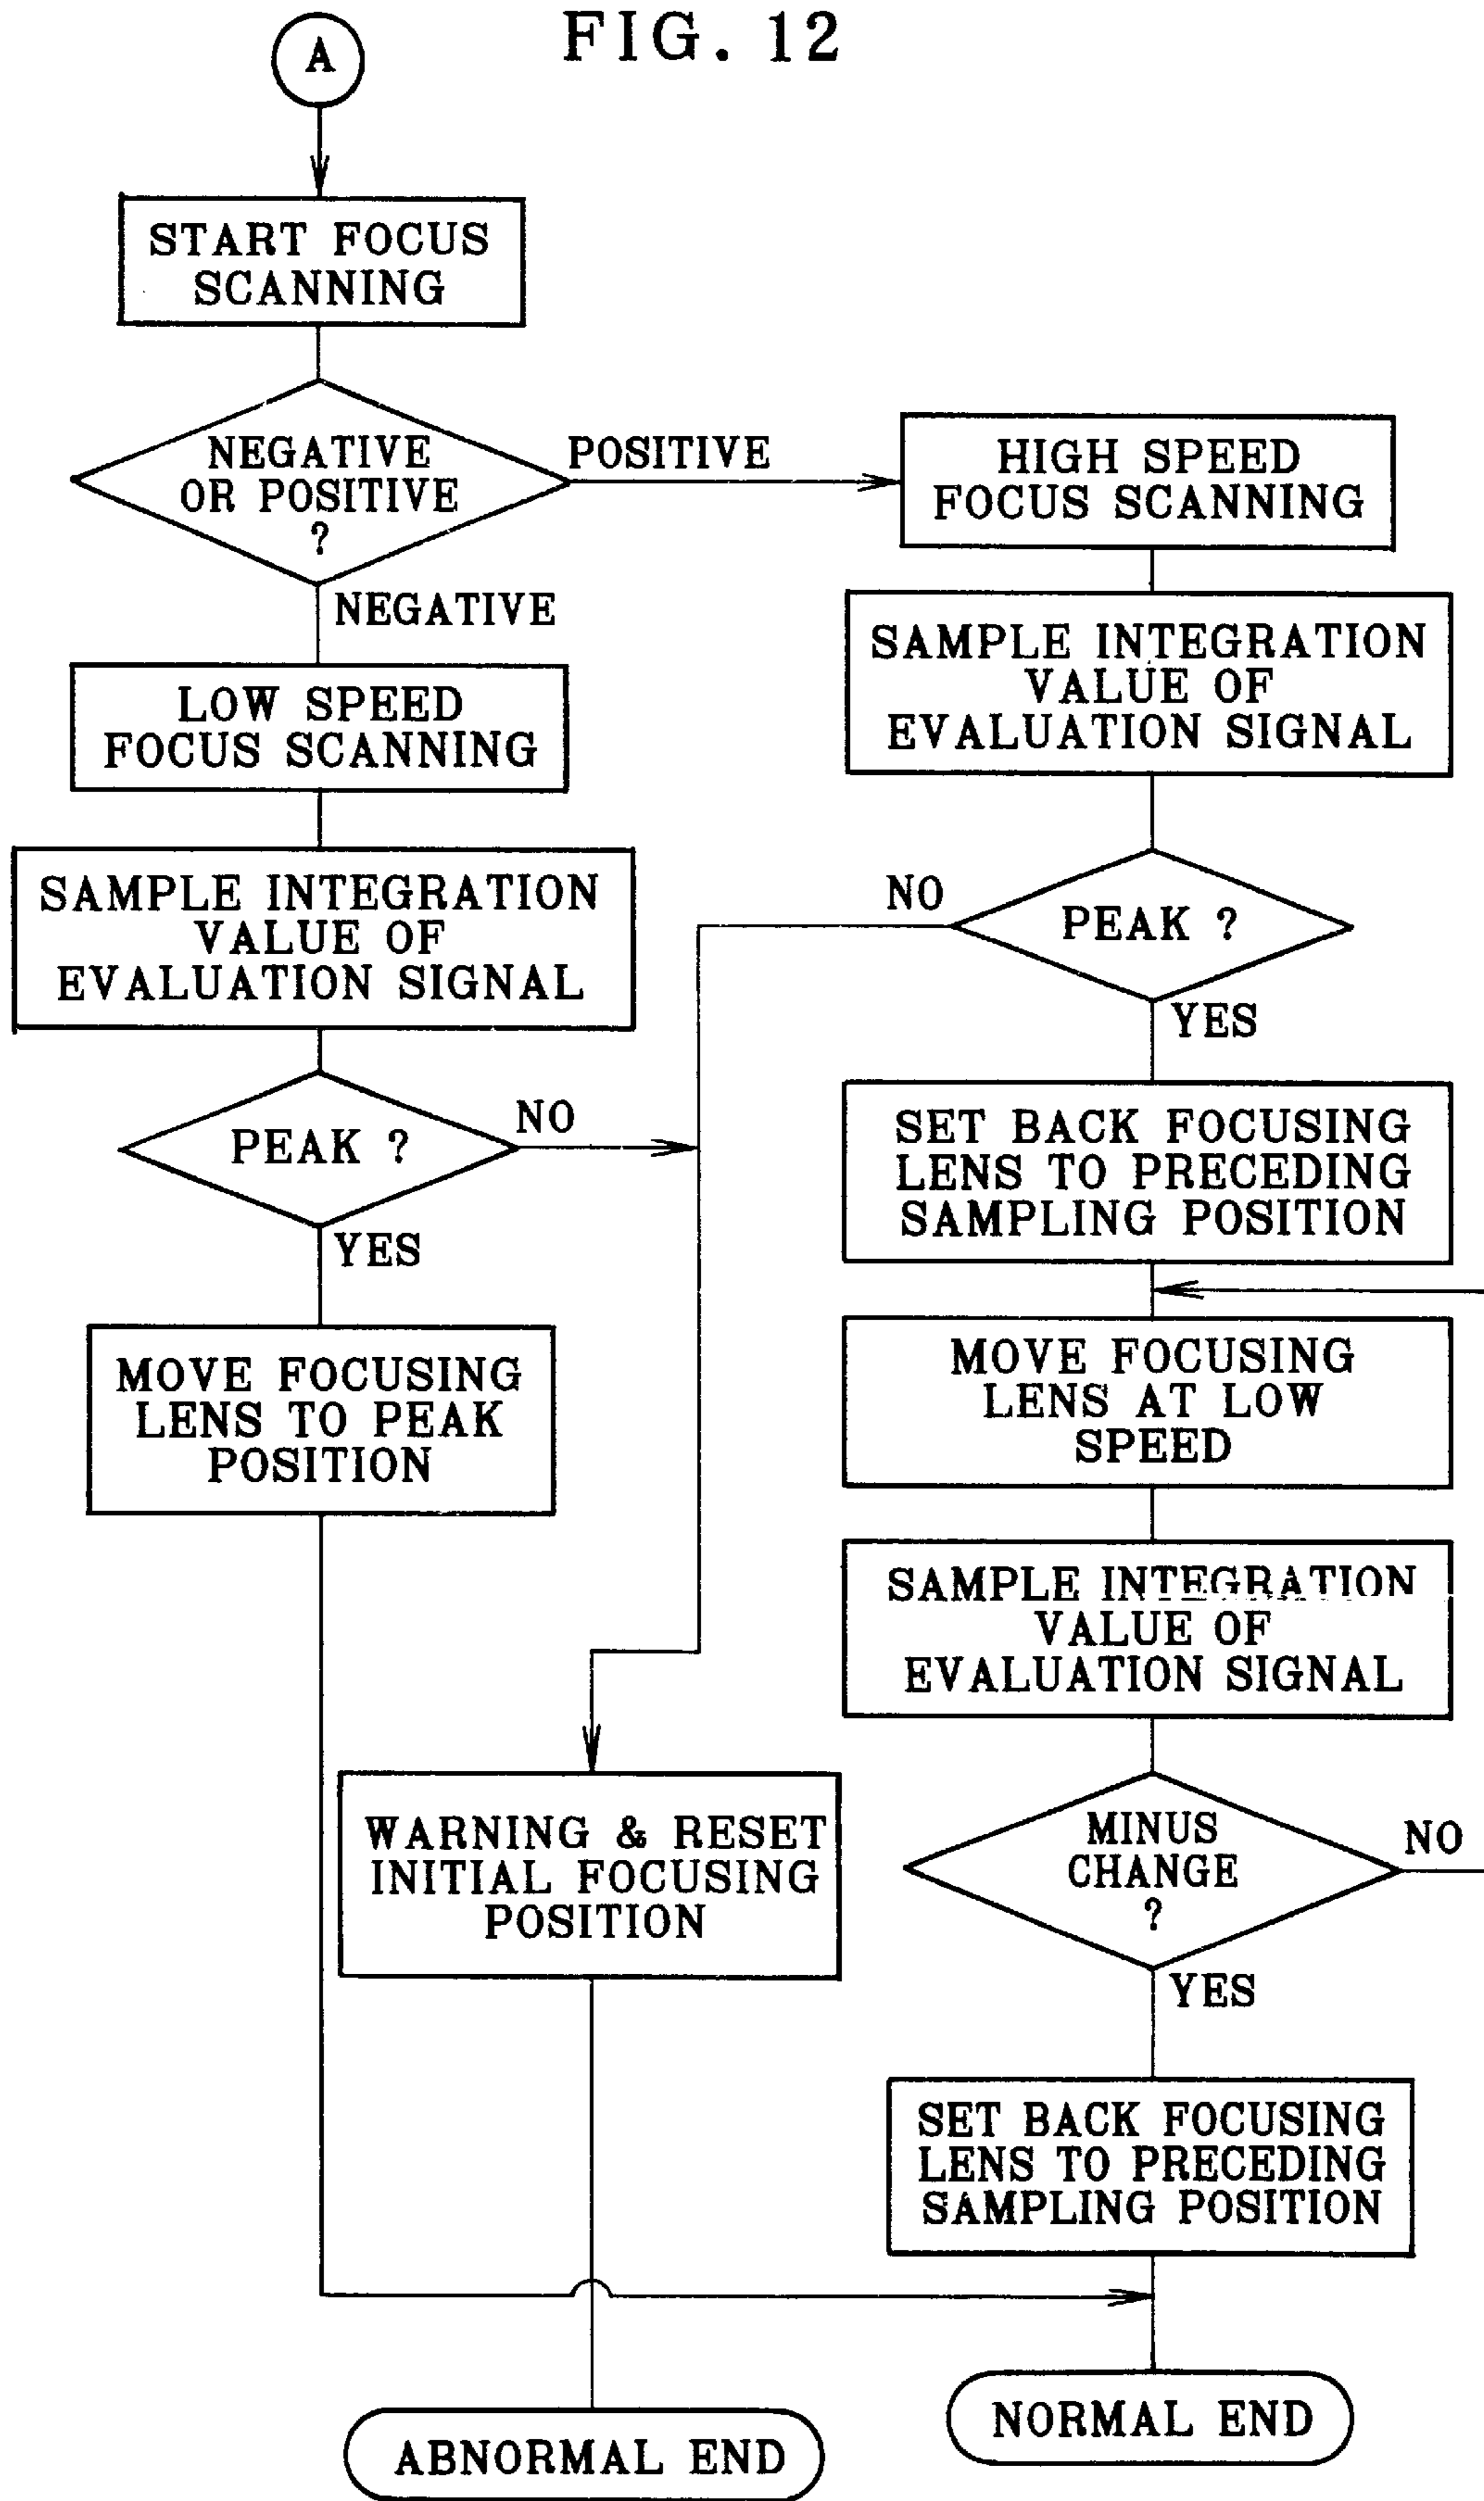 FIG. 12
A
START FOCUS
SCANNING
NEGATIVE
OR POSITIVE
?
POSITIVE
NEGATIVE
LOW SPEED
FOCUS SCANNING
SAMPLE INTEGRATION
VALUE OF
EVALUATION SIGNAL
PEAK ?
NO
YES
MOVE FOCUSING
LENS TO PEAK
POSITION
HIGH SPEED
FOCUS SCANNING
SAMPLE INTEGRATION
VALUE OF
EVALUATION SIGNAL
NO
PEAK ?
YES
SET BACK FOCUSING
LENS TO PRECEDING
SAMPLING POSITION
MOVE FOCUSING
LENS AT LOW
SPEED
SAMPLE INTEGRATION
VALUE OF
EVALUATION SIGNAL
MINUS
CHANGE
?
NO
YES
SET BACK FOCUSING
LENS TO PRECEDING
SAMPLING POSITION
WARNING & RESET
INITIAL FOCUSING
POSITION
NORMAL END
ABNORMAL END